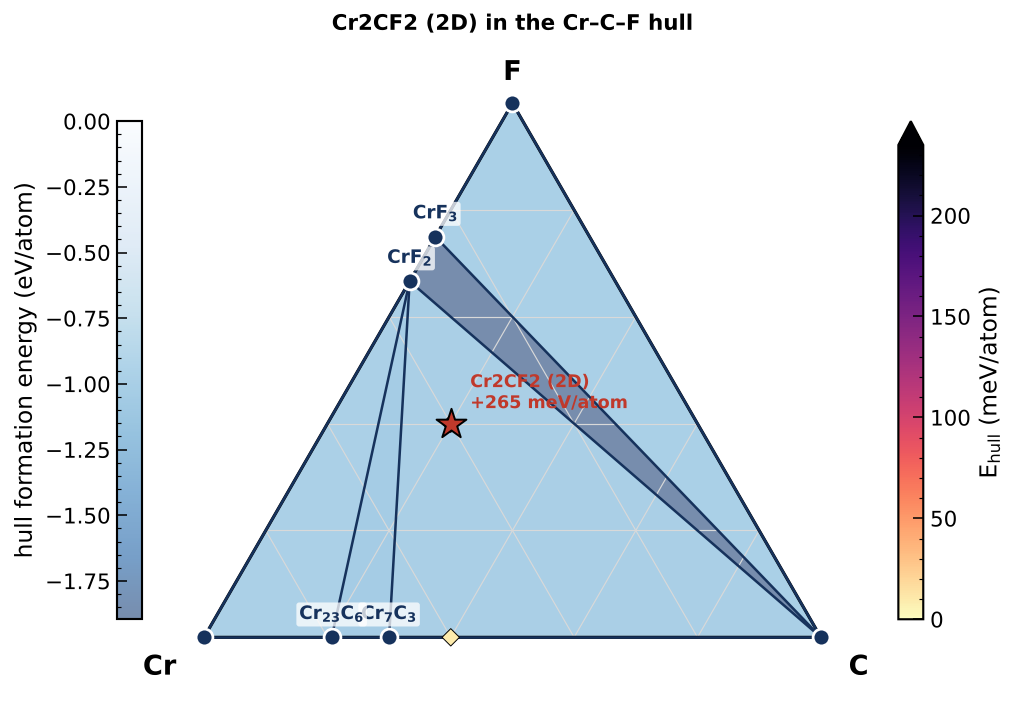 Cr2CF2 (2D) in the Cr–C–F hull
F
0.00
−0.25
−0.50
−0.75
−1.00
−1.25
−1.50
−1.75
hull formation energy (eV/atom)
CrF₃
CrF₂
Cr2CF2 (2D)
+265 meV/atom
Cr₂₃C₆
Cr₇C₃
Cr
C
200
150
100
50
0
E_hull (meV/atom)